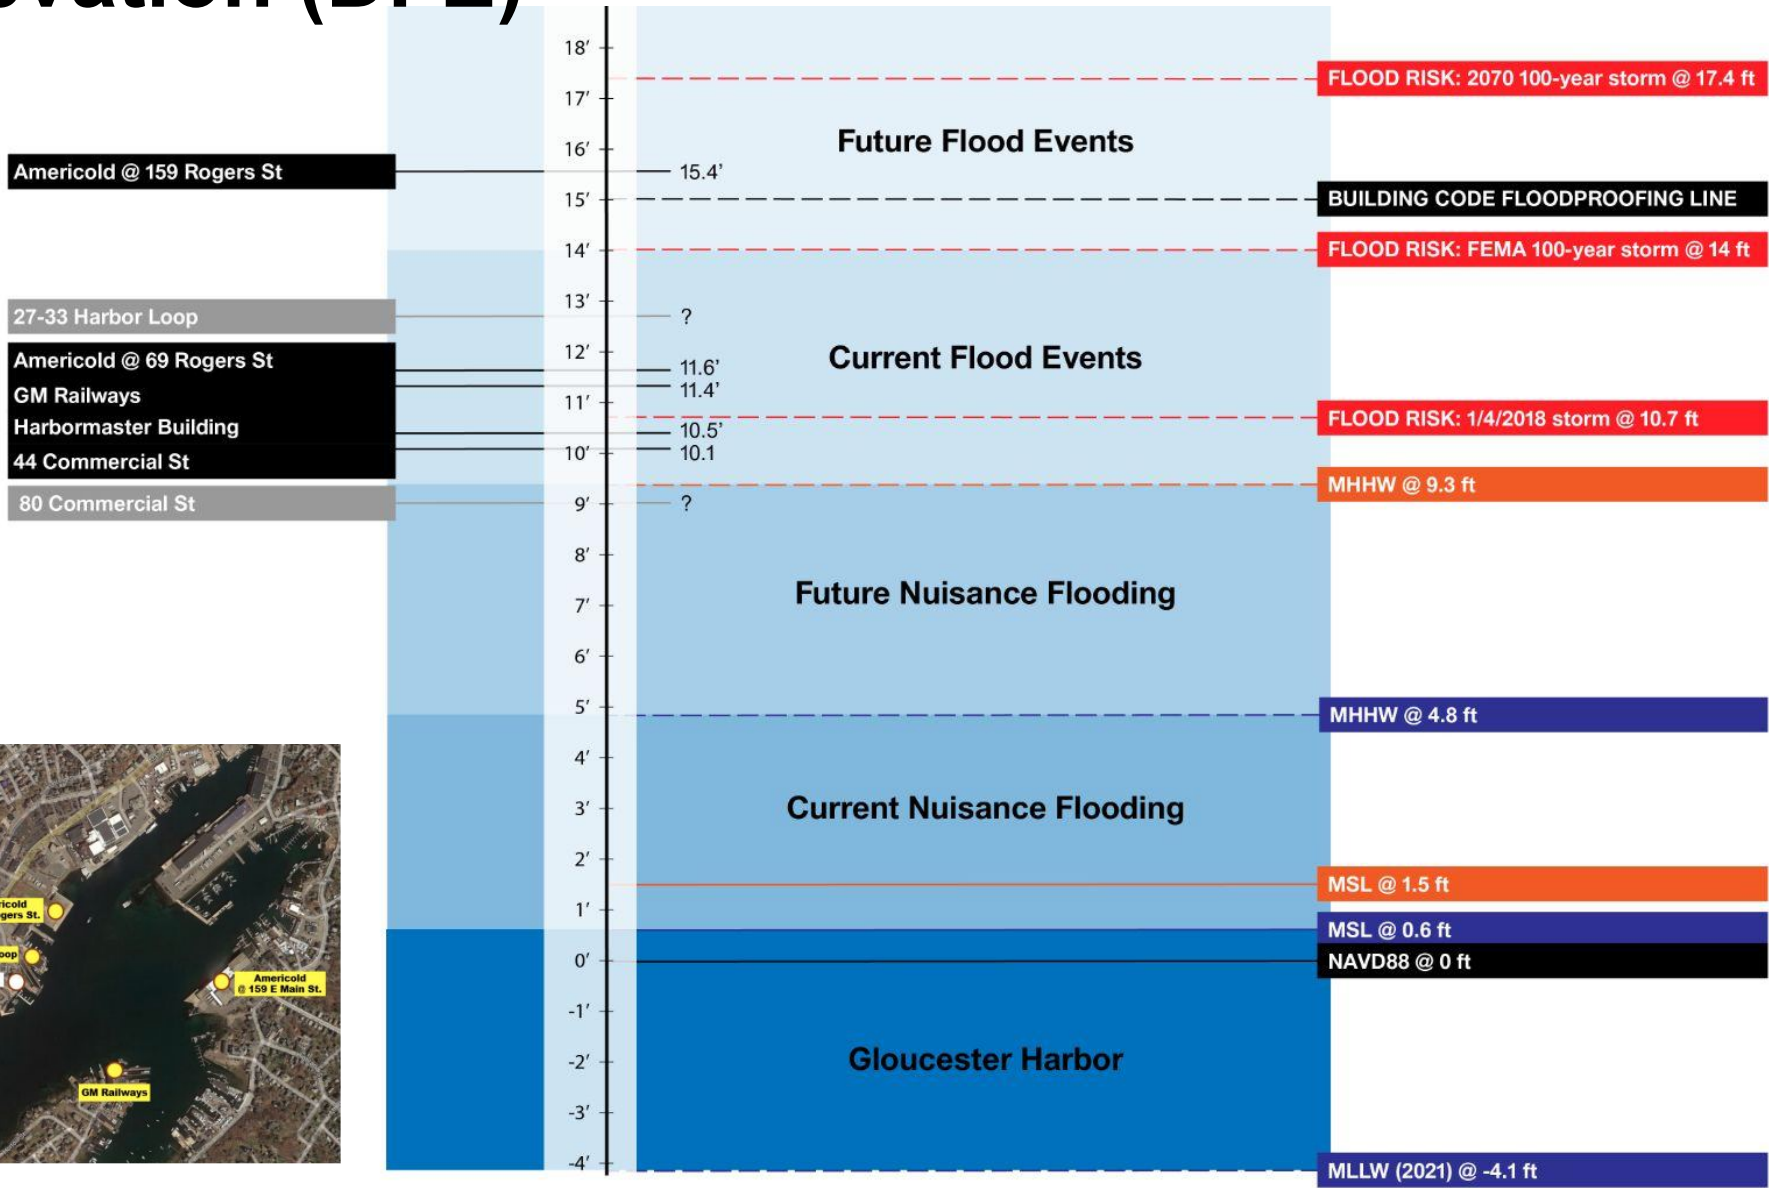 18'
FLOOD RISK: 2070 100-year storm @ 17.4 ft
17'
Future Flood Events
16'
Americold @ 159 Rogers St
15.4'
15'
BUILDING CODE FLOODPROOFING LINE
14'
FLOOD RISK: FEMA 100-year storm @ 14 ft
13'
27-33 Harbor Loop
?
12'
Current Flood Events
Americold @ 69 Rogers St
11.6'
GM Railways
11.4'
11'
FLOOD RISK: 1/4/2018 storm @ 10.7 ft
Harbormaster Building
10.5'
10'
10.1
44 Commercial St
MHHW @ 9.3 ft
80 Commercial St
9'
?
8'
Future Nuisance Flooding
7'
6'
5'
MHHW @ 4.8 ft
4'
Current Nuisance Flooding
3'
2'
MSL @ 1.5 ft
1'
MSL @ 0.6 ft
0'
NAVD88 @ 0 ft
-1'
Gloucester Harbor
-2'
-3'
-4'
MLLW (2021) @ -4.1 ft
Americold
@ 159 E Main St.
GM Railways